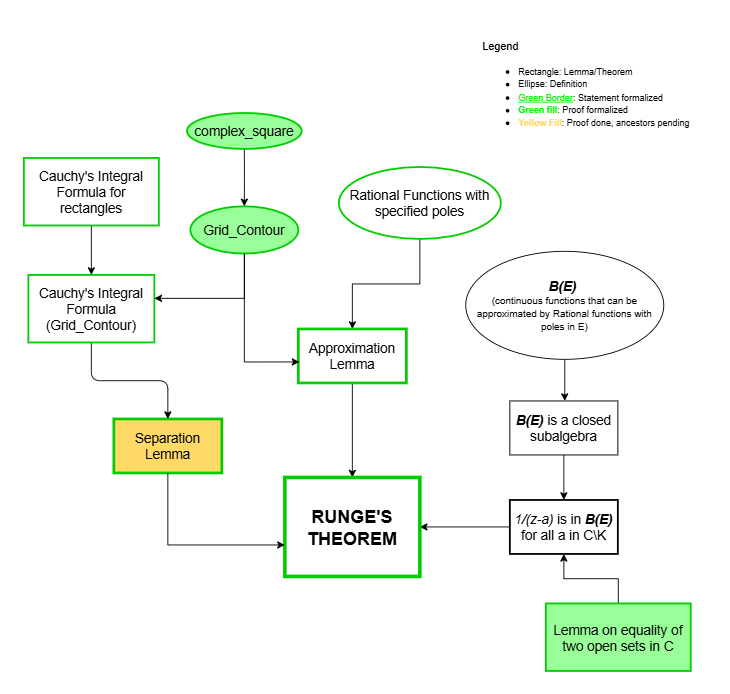 Legend
Rectangle: Lemma/Theorem
Ellipse: Definition
Green Border: Statement formalized
Green fill: Proof formalized
Yellow Fill: Proof done, ancestors pending
complex_square
Cauchy's Integral
Formula for
rectangles
Rational Functions with
specified poles
Grid_Contour
Cauchy's Integral
Formula
(Grid_Contour)
B(E)
(continuous functions that can be
approximated by Rational functions with
poles in E)
Approximation
Lemma
B(E) is a closed
subalgebra
Separation
Lemma
RUNGE'S
THEOREM
1/(z-a) is in B(E)
for all a in C\K
Lemma on equality of
two open sets in C